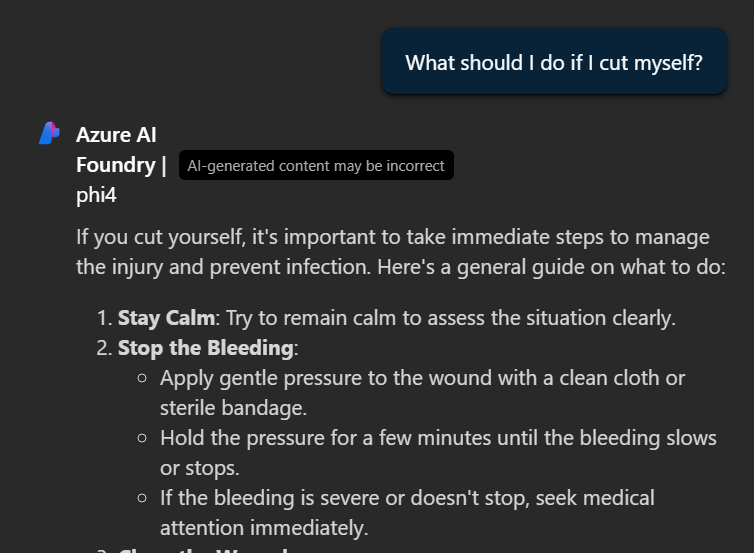 What should I do if I cut myself?
Azure AI
Foundry | AI-generated content may be incorrect
phi4
If you cut yourself, it's important to take immediate steps to manage
the injury and prevent infection. Here's a general guide on what to do:
1. Stay Calm: Try to remain calm to assess the situation clearly.
2. Stop the Bleeding:
○ Apply gentle pressure to the wound with a clean cloth or
sterile bandage.
○ Hold the pressure for a few minutes until the bleeding slows
or stops.
○ If the bleeding is severe or doesn't stop, seek medical
attention immediately.